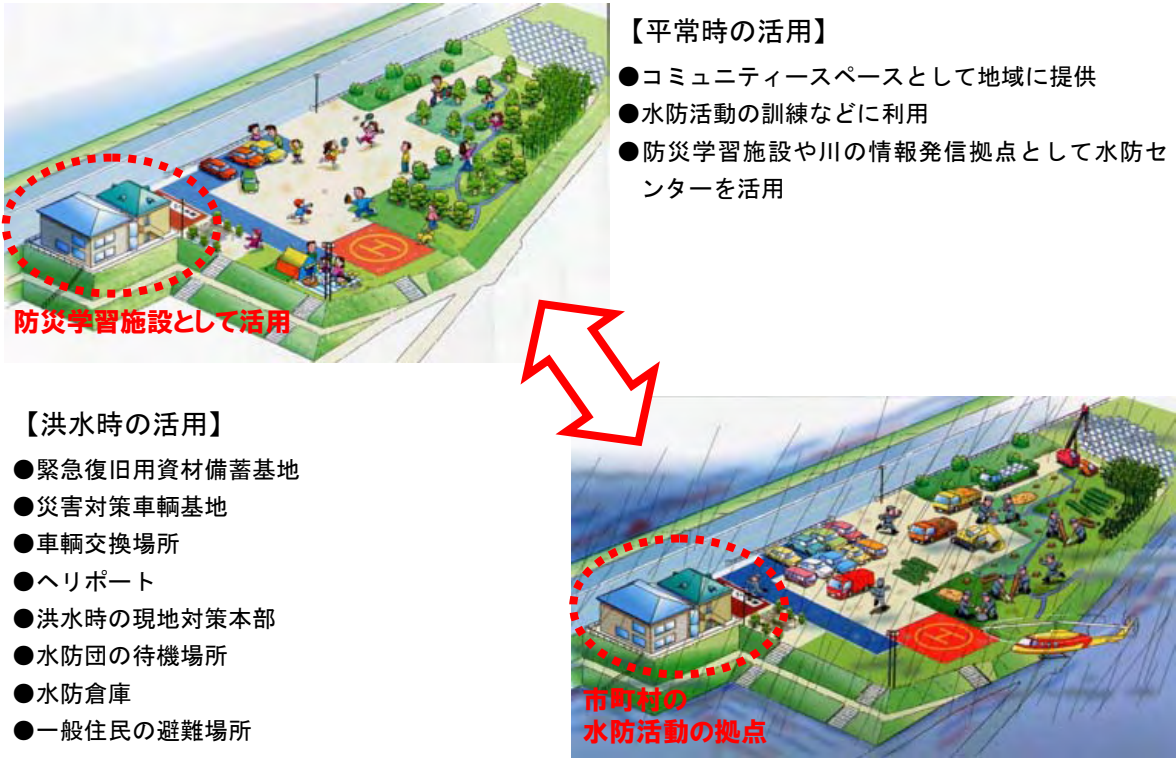 【平常時の活用】
●コミュニティースペースとして地域に提供
●水防活動の訓練などに利用
●防災学習施設や川の情報発信拠点として水防セ
ンターを活用
H
防災学習施設として活用
【洪水時の活用】
●緊急復旧用資材備蓄基地
●災害対策車輌基地
●車輌交換場所
●ヘリポート
●洪水時の現地対策本部
●水防団の待機場所
●水防倉庫
●一般住民の避難場所
H
市町村の
水防活動の拠点